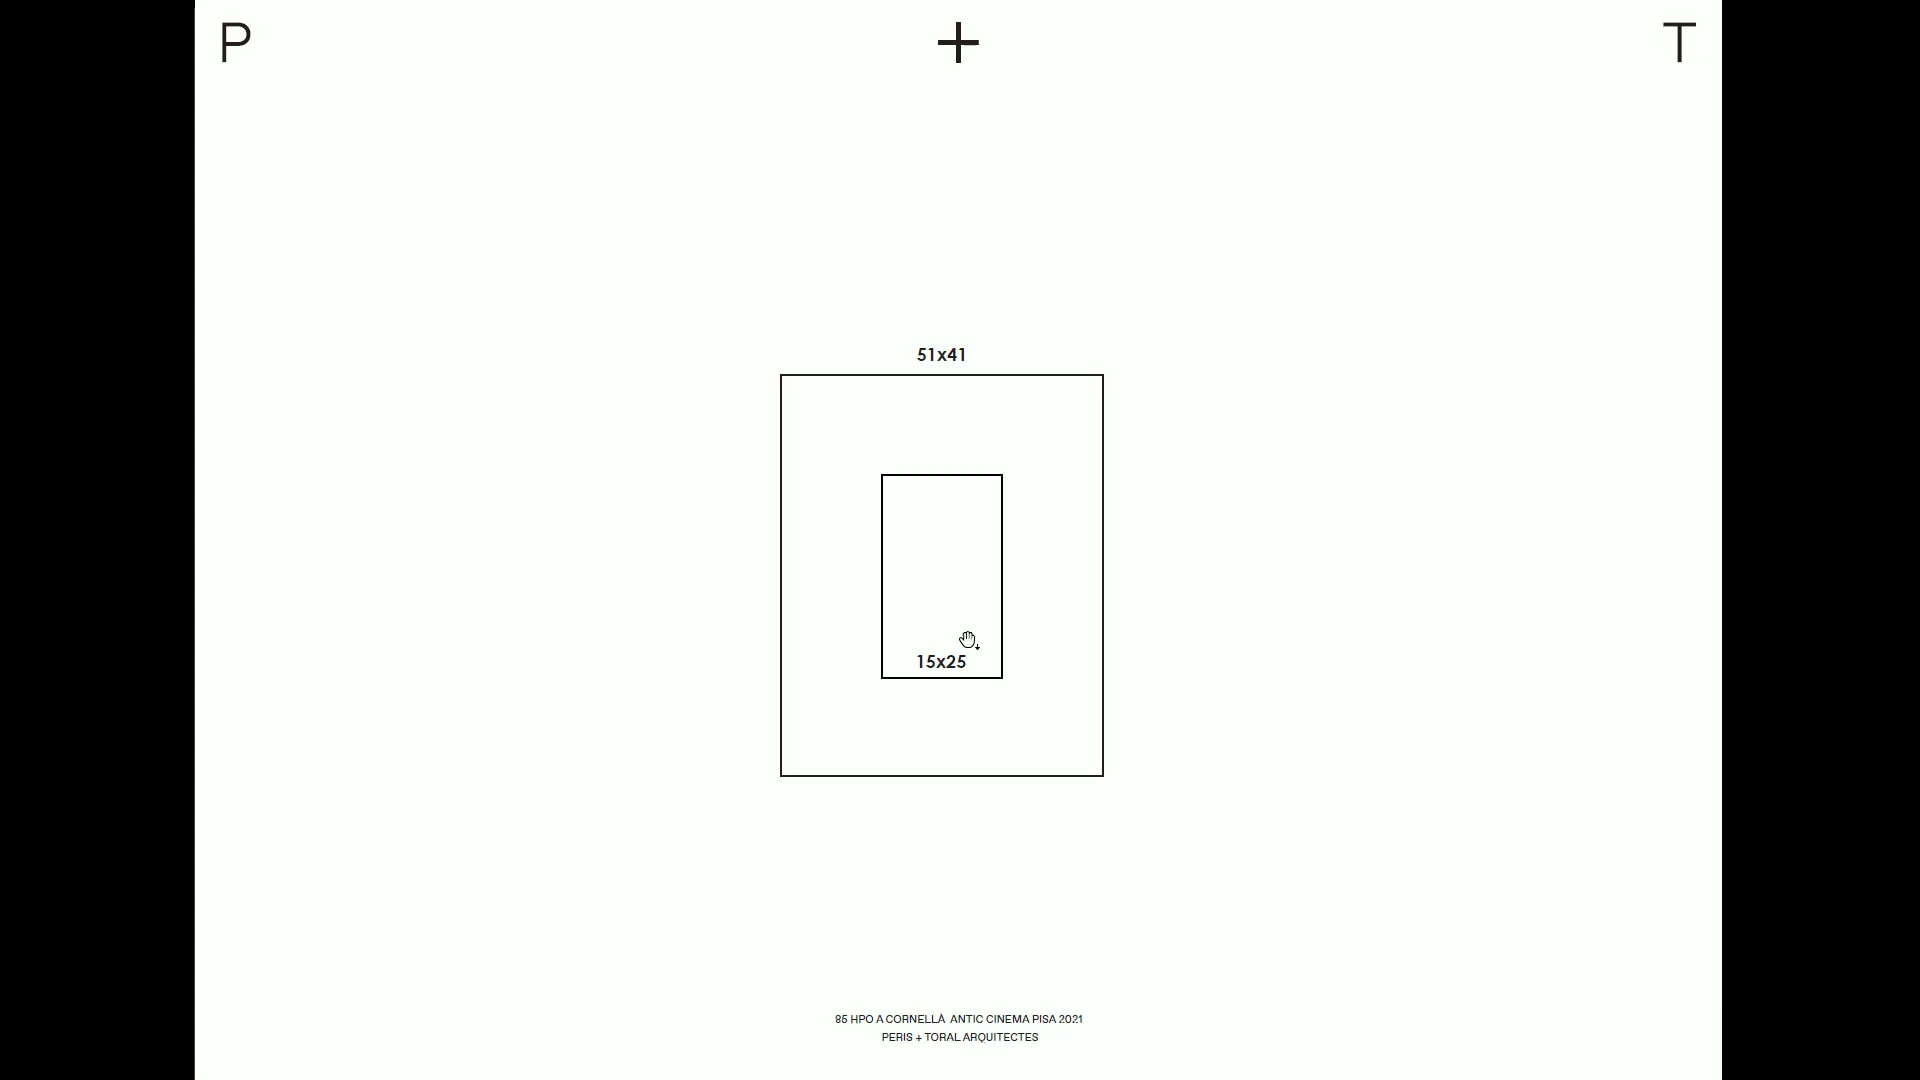 P + T
51x41
15x25
85 HPO A CORNELLÀ ANTIC CINEMA PISA 2021
PERIS + TORAL ARQUITECTES